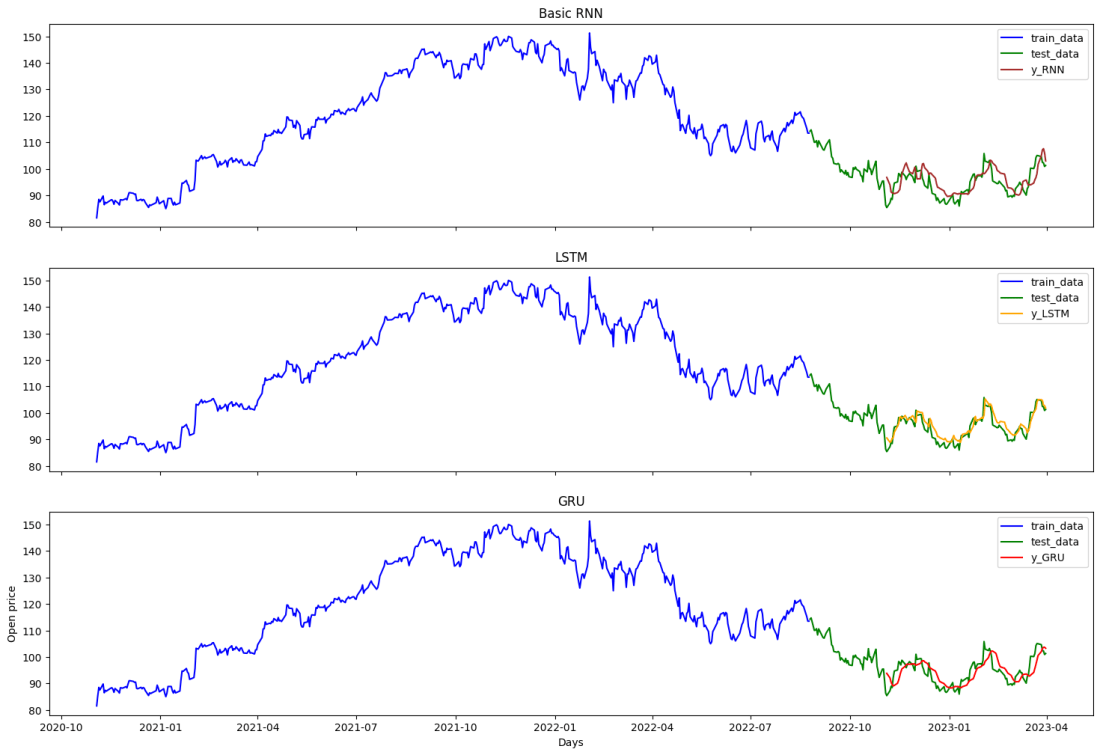 Basic RNN
150
140
130
120
110
100
90
80
train_data
test_data
y_RNN
LSTM
150
140
130
120
110
100
90
80
train_data
test_data
y_LSTM
GRU
150
140
130
120
110
100
90
80
Open price
train_data
test_data
y_GRU
2020-10 2021-01 2021-04 2021-07 2021-10 2022-01 2022-04 2022-07 2022-10 2023-01 2023-04
Days